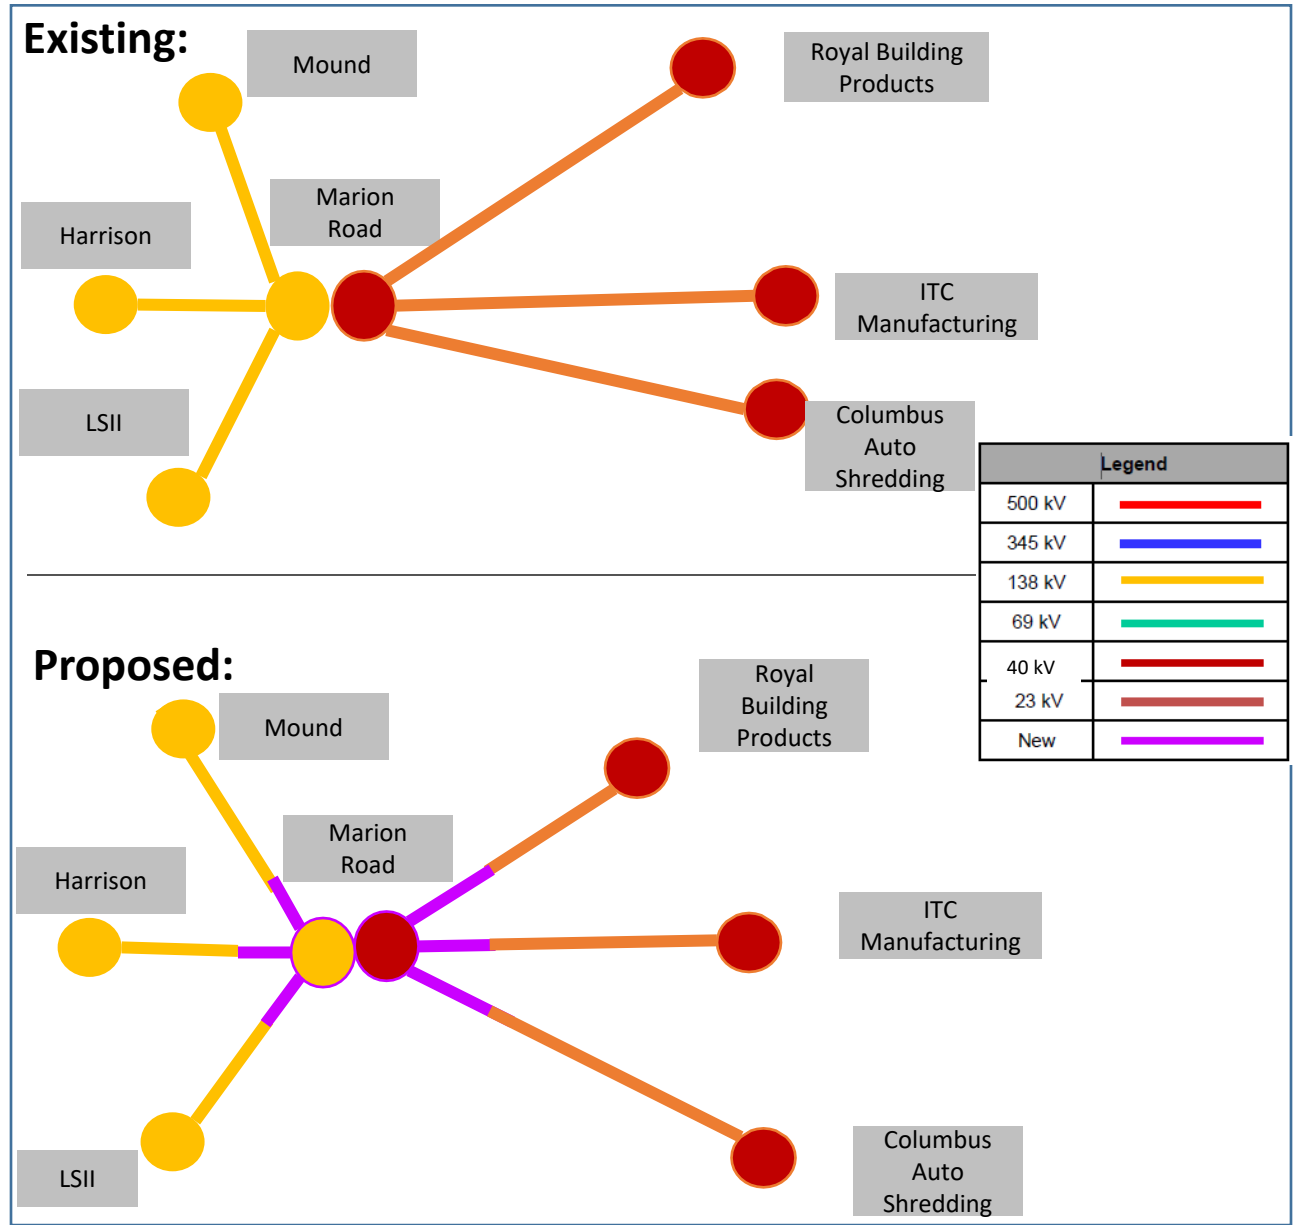 Existing:
Mound
Royal Building
Products
Marion
Road
Harrison
ITC
Manufacturing
LSII
Columbus
Auto
Shredding
Legend
500 kV
345 kV
138 kV
69 kV
40 kV
23 kV
New
Proposed:
Royal
Building
Products
Mound
Marion
Road
Harrison
ITC
Manufacturing
LSII
Columbus
Auto
Shredding